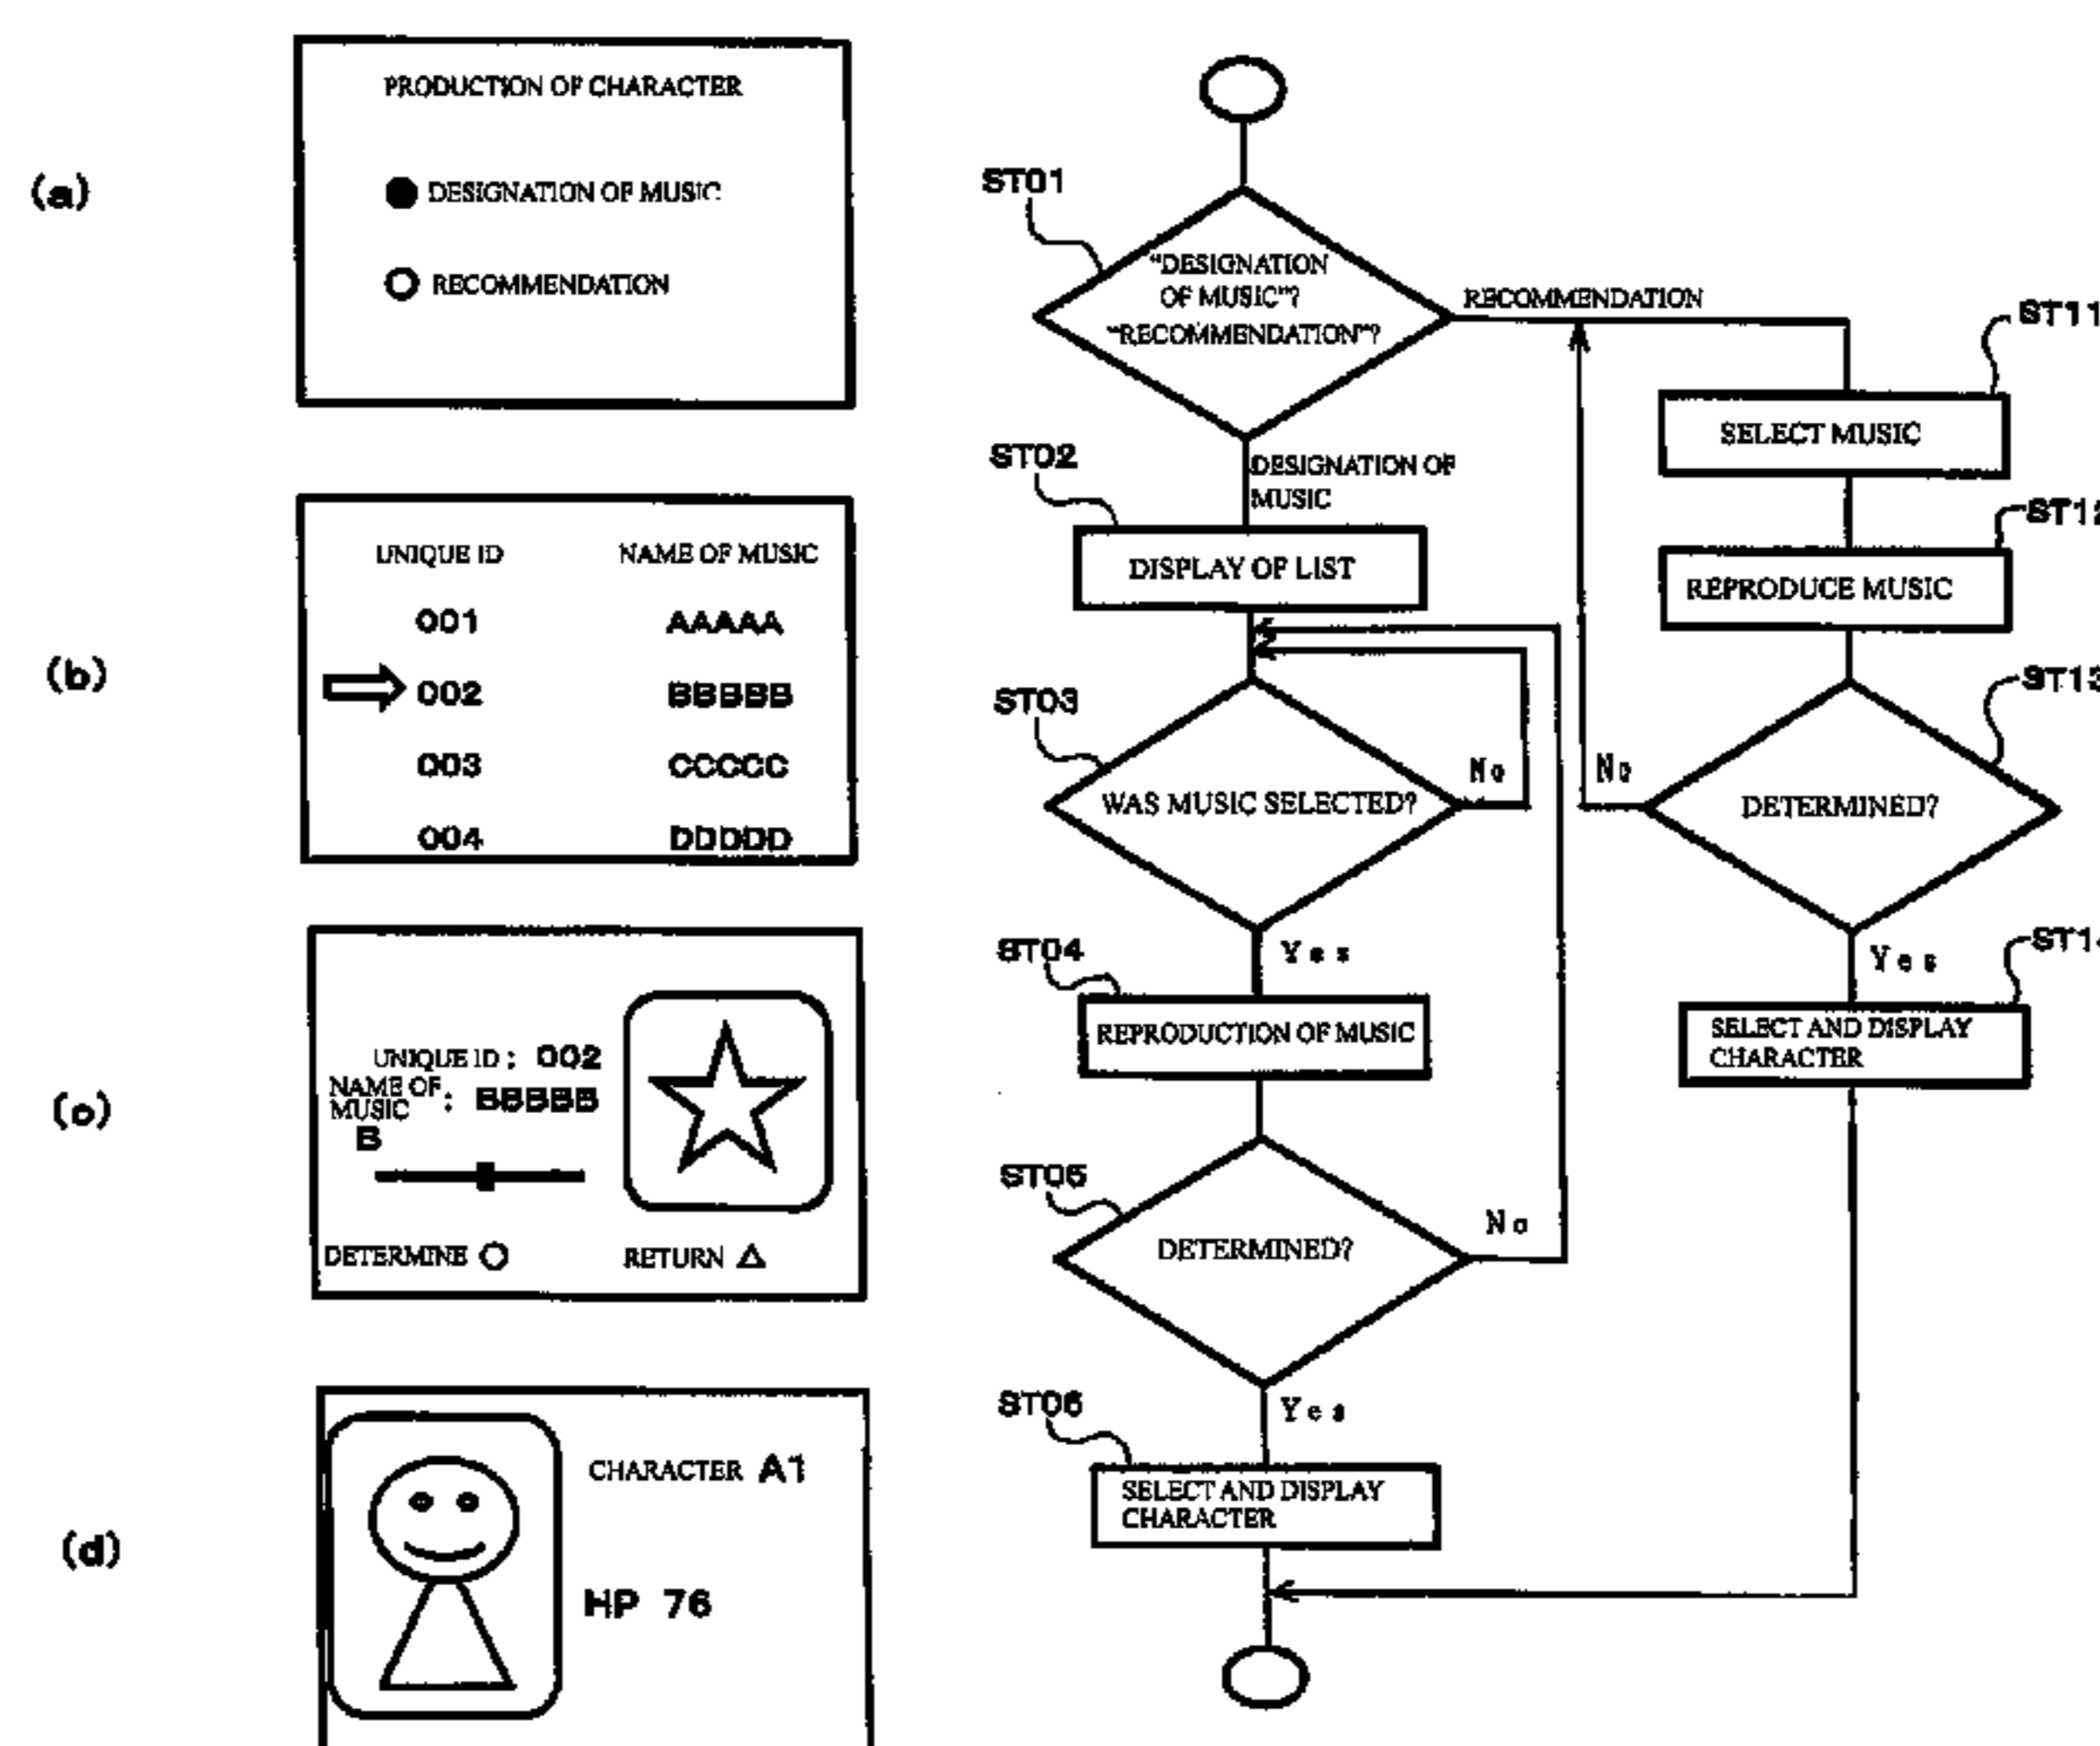 (a)
PRODUCTION OF CHARACTER
DESIGNATION OF MUSIC
RECOMMENDATION
(b)
UNIQUE ID NAME OF MUSIC
001 AAAAA
002 BBBBB
003 CCCCC
004 DDDDD
(c)
UNIQUE ID : 002
NAME OF
MUSIC : BBBBB
B
DETERMINE RETURN
(d)
CHARACTER A1
HP 76
ST01
"DESIGNATION
OF MUSIC"?
"RECOMMENDATION"?
RECOMMENDATION
DESIGNATION OF
MUSIC
ST02
DISPLAY OF LIST
ST03
WAS MUSIC SELECTED?
No
Yes
ST04
REPRODUCTION OF MUSIC
ST05
DETERMINED?
No
Yes
ST06
SELECT AND DISPLAY
CHARACTER
ST11
SELECT MUSIC
ST12
REPRODUCE MUSIC
ST13
DETERMINED?
No
Yes
ST14
SELECT AND DISPLAY
CHARACTER